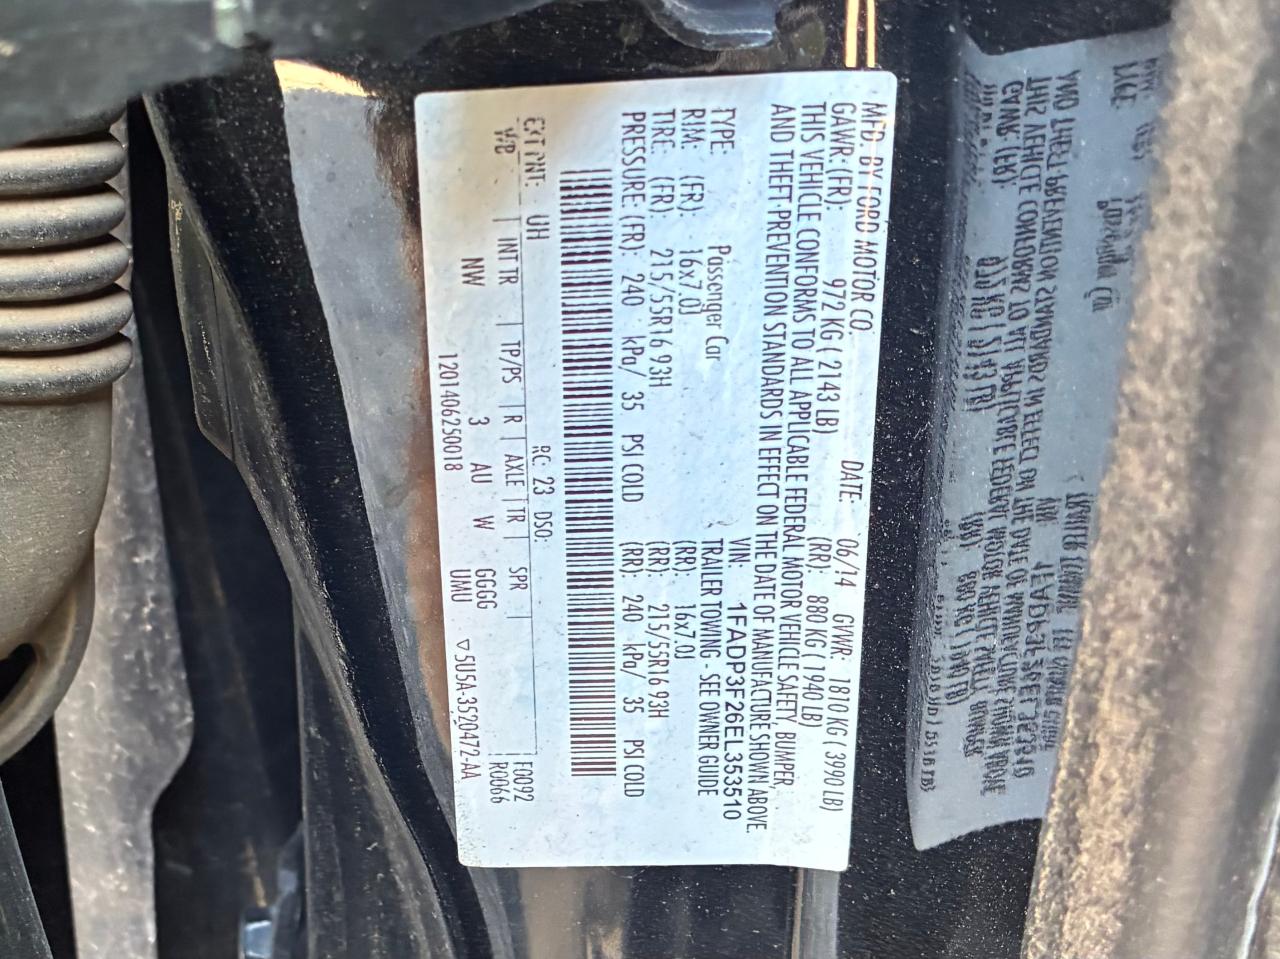 MFD. BY FORD MOTOR CO.
DATE: 06/14 GVWR: 1810 KG ( 3990 LB)
GAWR: (FR): 972 KG ( 2143 LB) (RR): 880 KG ( 1940 LB)
THIS VEHICLE CONFORMS TO ALL APPLICABLE FEDERAL MOTOR VEHICLE SAFETY, BUMPER,
AND THEFT PREVENTION STANDARDS IN EFFECT ON THE DATE OF MANUFACTURE SHOWN ABOVE.
VIN: 1FADP3F26EL353510
TYPE: Passenger Car TRAILER TOWING - SEE OWNER GUIDE
RIM: (FR): 16x7.0J (RR): 16x7.0J
TIRE: (FR): 215/55R16 93H (RR): 215/55R16 93H
PRESSURE (FR): 240 kPa/ 35 PSI COLD (RR): 240 kPa/ 35 PSI COLD
EXT PNT: UH RC: 23 DSO: F0092
WB INT TR TP/PS R AXLE TR SPR R0066
NW 3 AU W GGGG
UMU ▽5U5A-3520472-AA
1201406250018